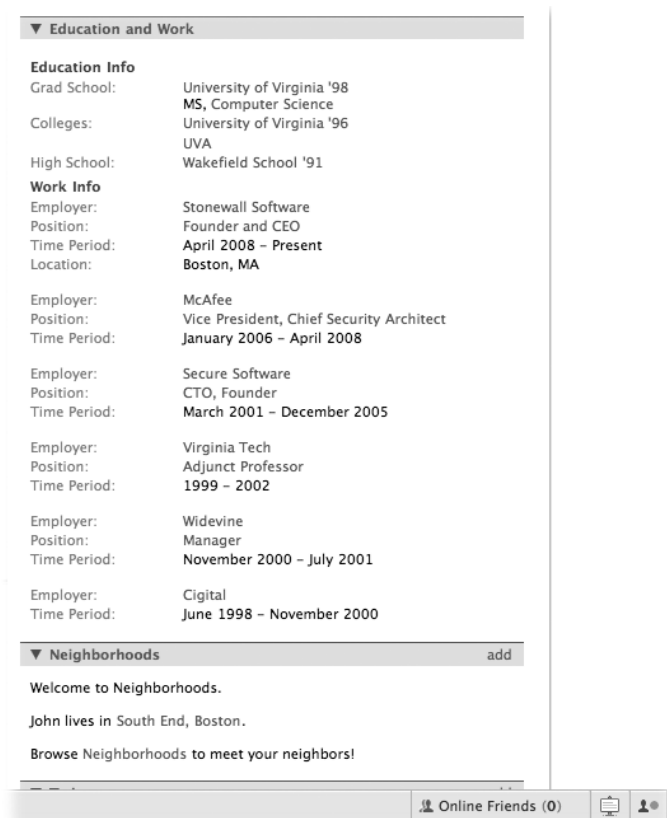 ▼ Education and Work
Education Info
Grad School: University of Virginia '98
MS, Computer Science
Colleges: University of Virginia '96
UVA
High School: Wakefield School '91
Work Info
Employer: Stonewall Software
Position: Founder and CEO
Time Period: April 2008 – Present
Location: Boston, MA
Employer: McAfee
Position: Vice President, Chief Security Architect
Time Period: January 2006 – April 2008
Employer: Secure Software
Position: CTO, Founder
Time Period: March 2001 – December 2005
Employer: Virginia Tech
Position: Adjunct Professor
Time Period: 1999 – 2002
Employer: Widevine
Position: Manager
Time Period: November 2000 – July 2001
Employer: Cigital
Time Period: June 1998 – November 2000
▼ Neighborhoods add
Welcome to Neighborhoods.
John lives in South End, Boston.
Browse Neighborhoods to meet your neighbors!
Online Friends (0)